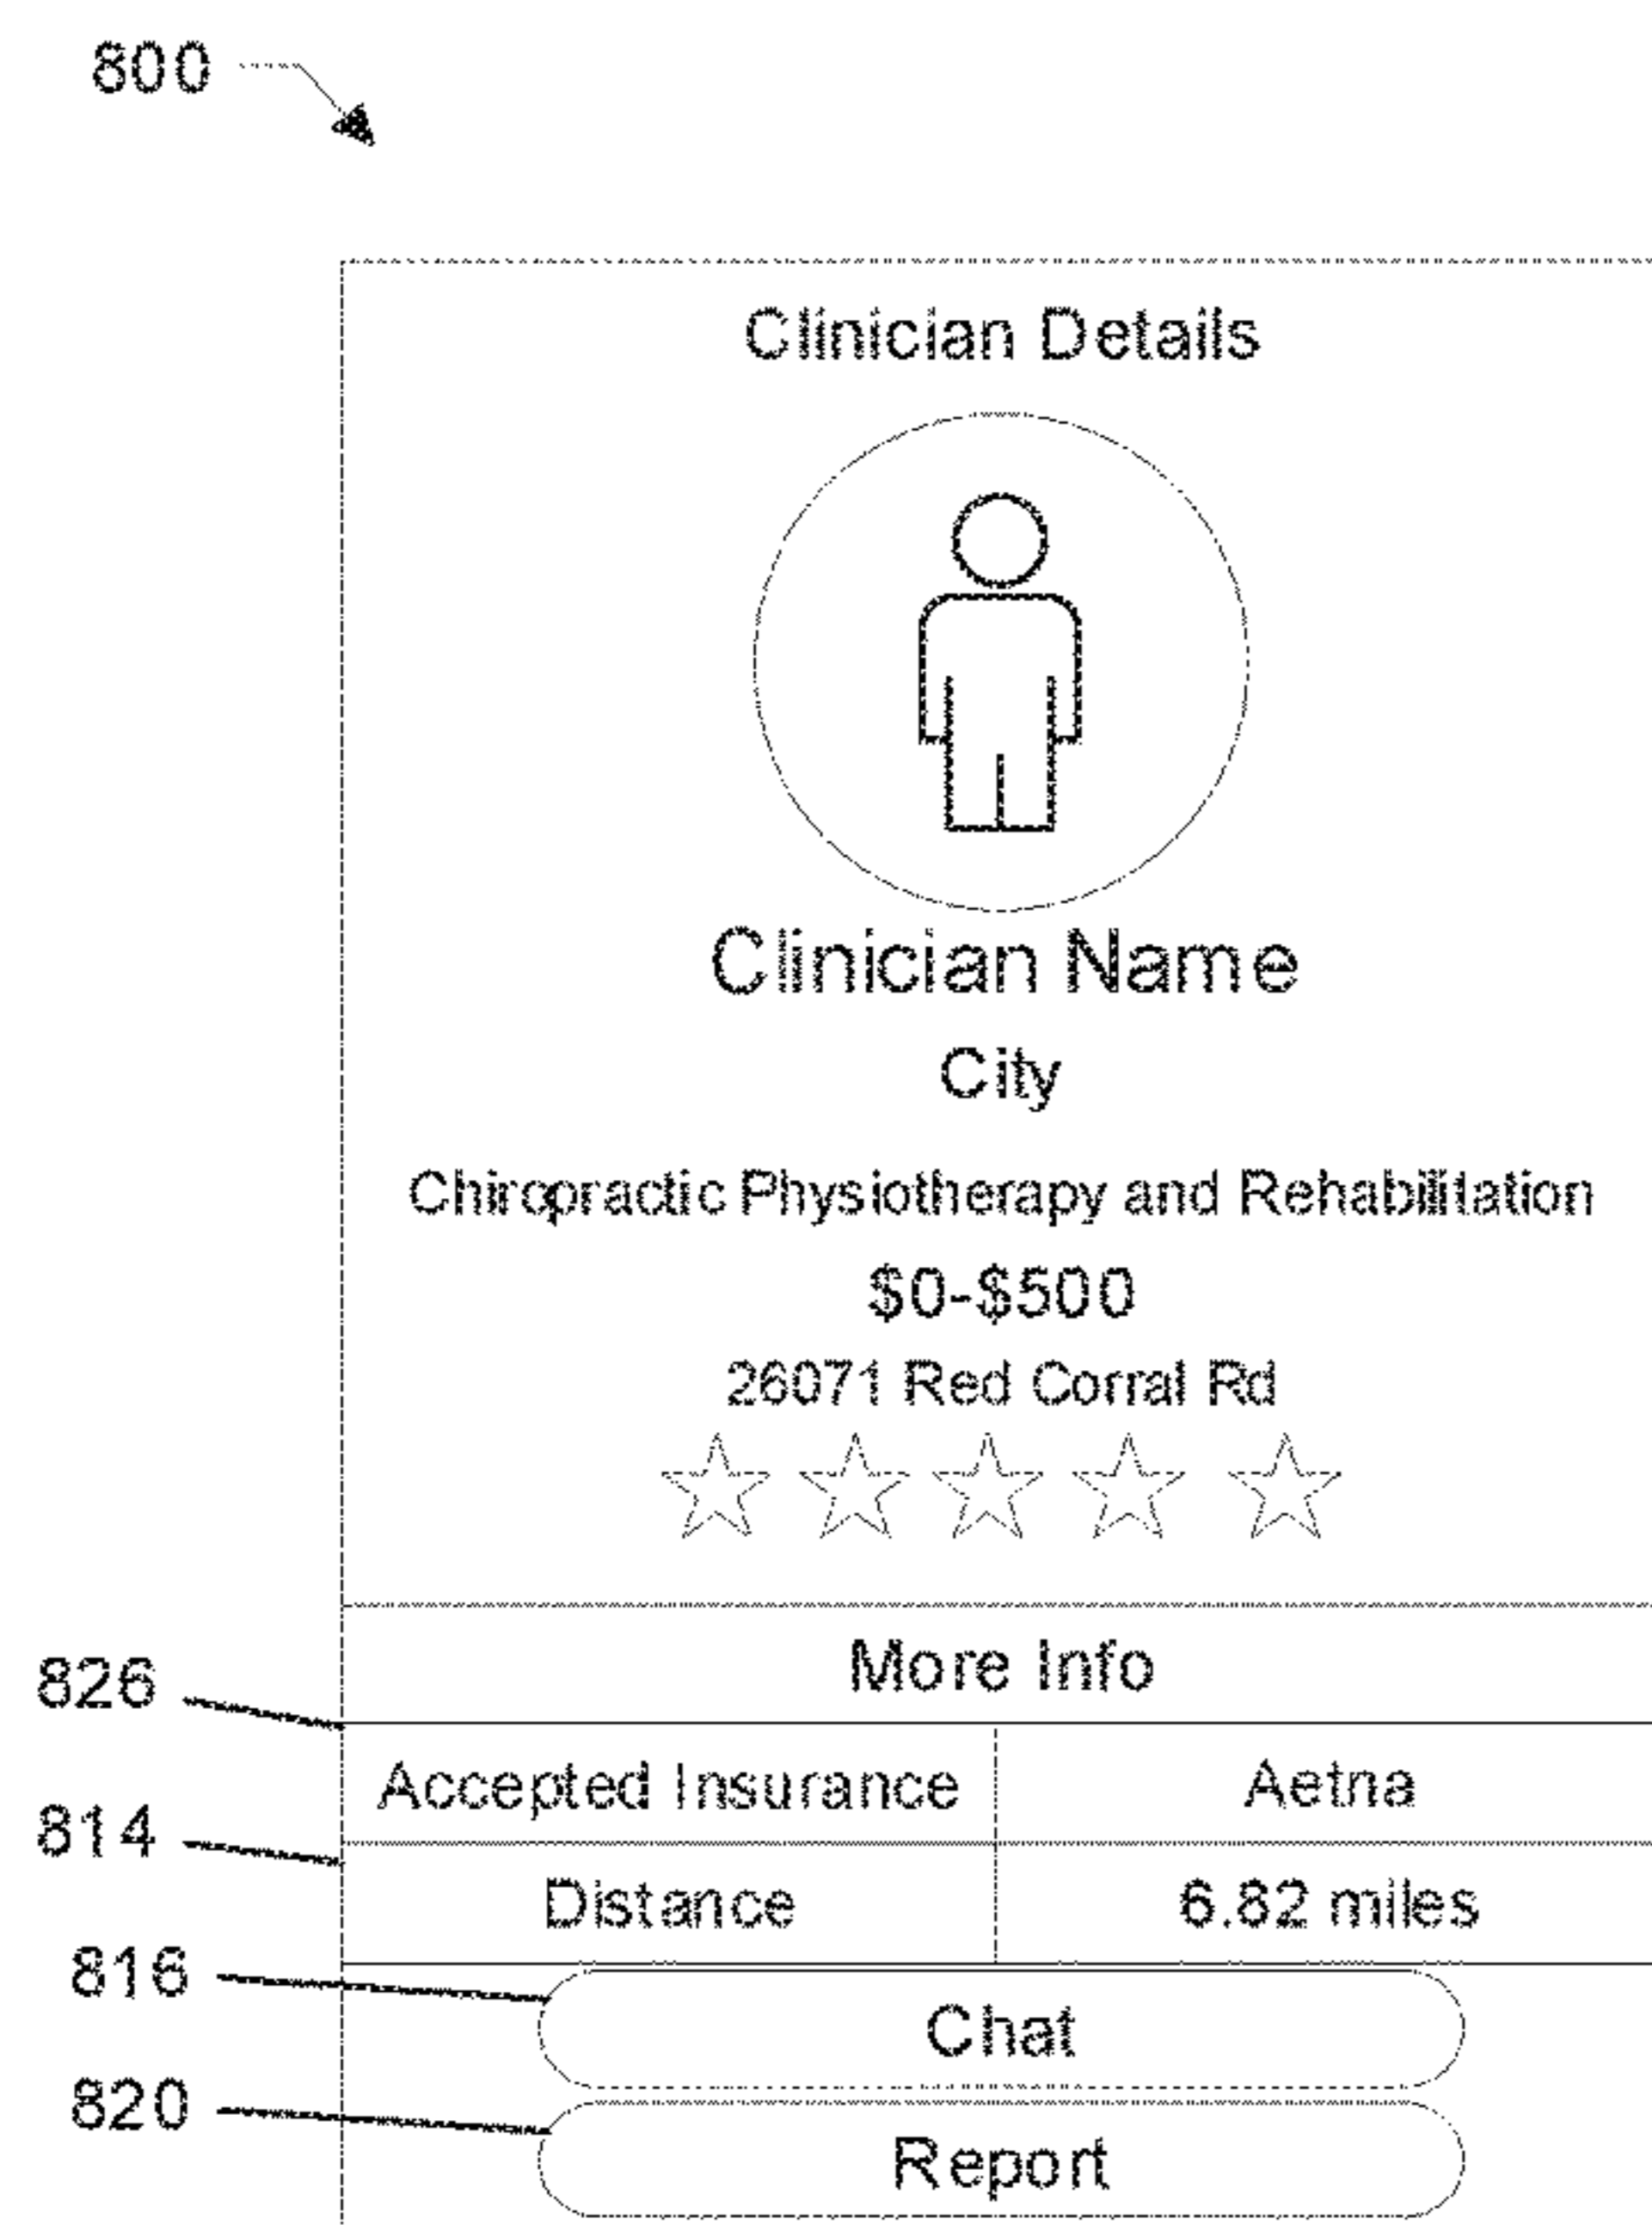 800
Clinician Details
Clinician Name
City
Chiropractic Physiotherapy and Rehabilitation
$0-$500
26071 Red Corral Rd
More Info
826
Accepted Insurance Aetna
814
Distance 6.82 miles
816
Chat
820
Report